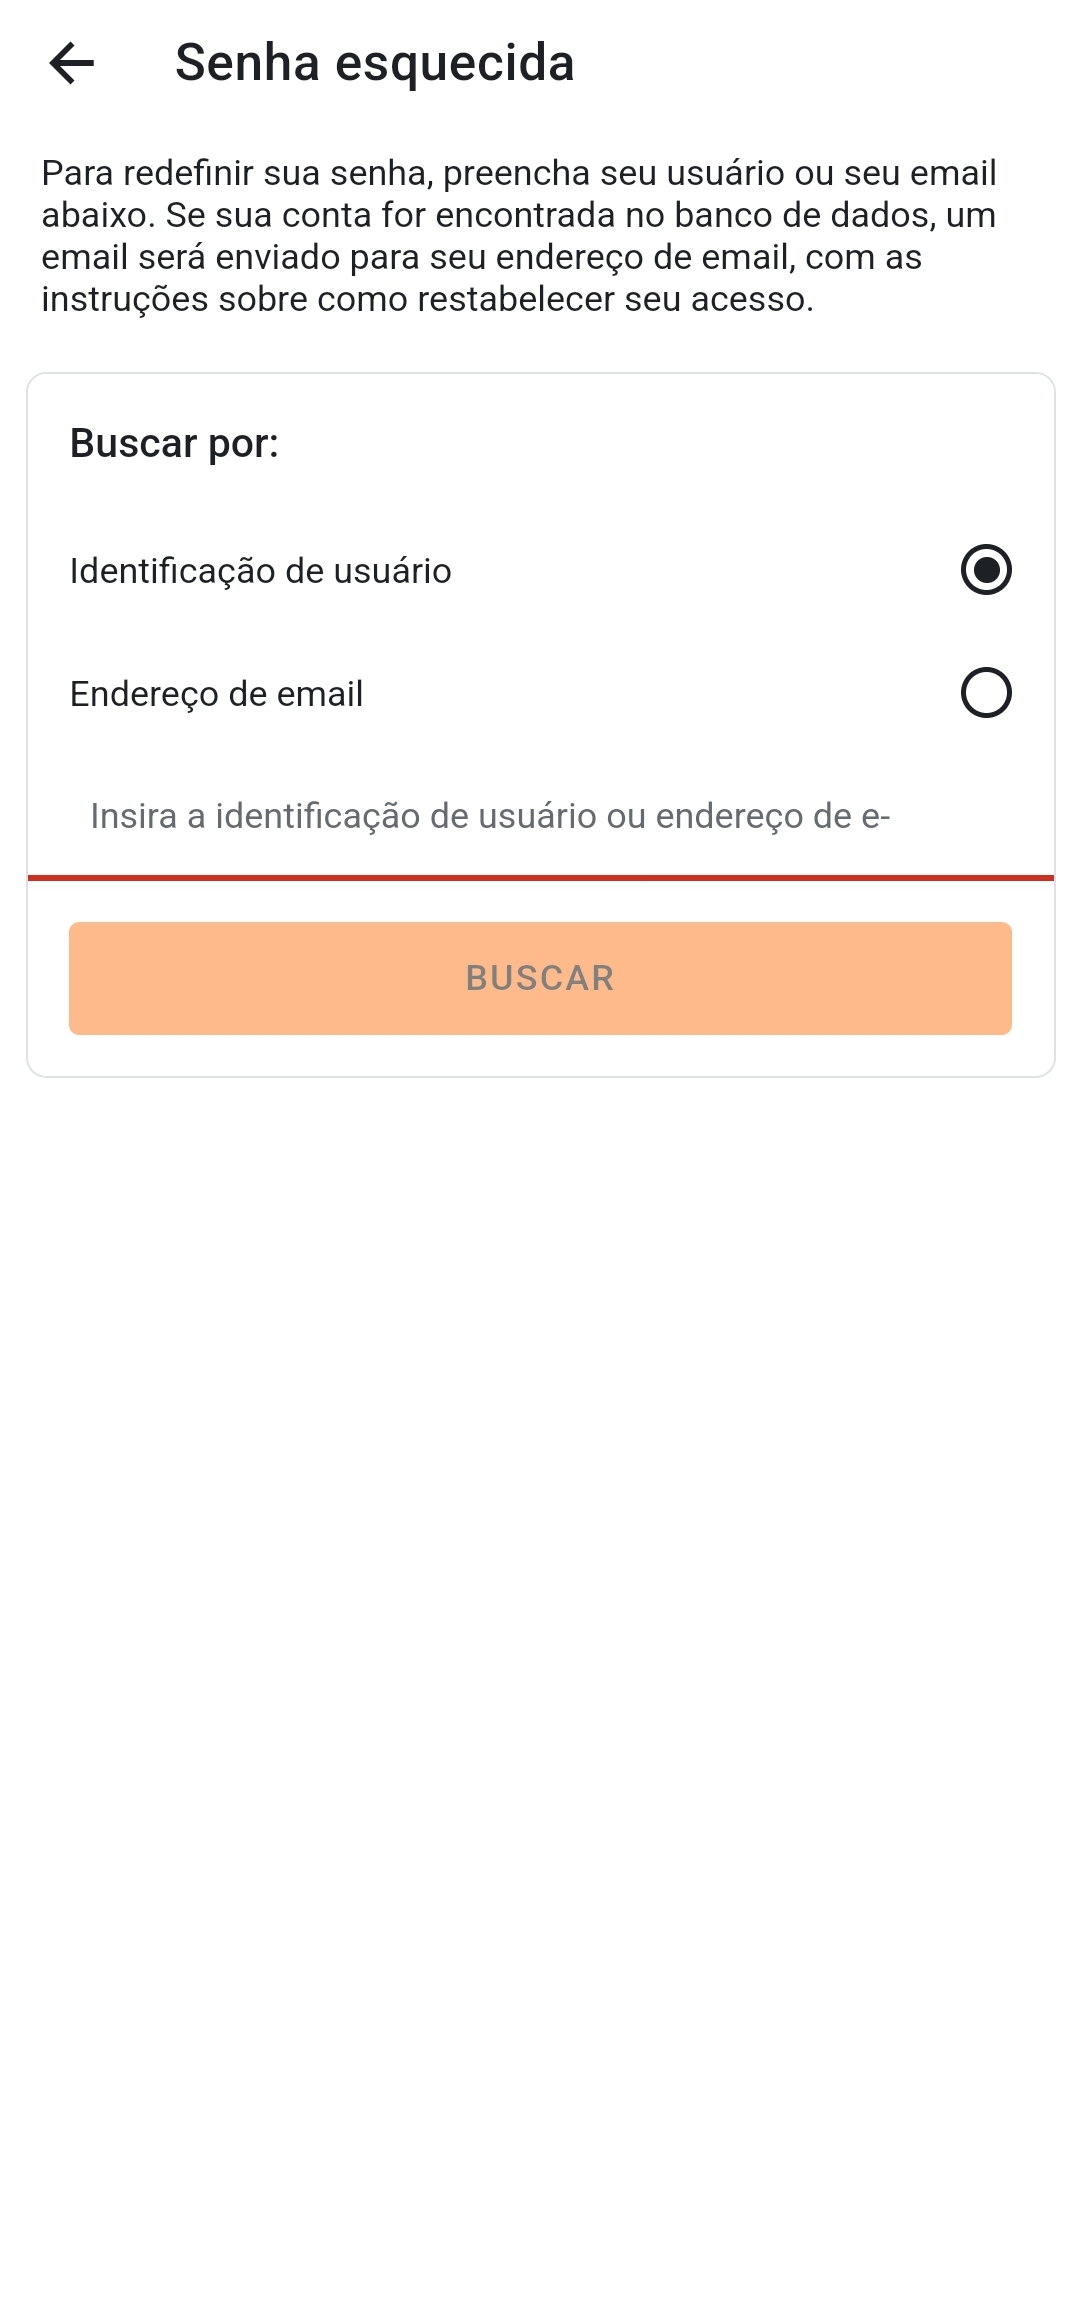 Senha esquecida
Para redefinir sua senha, preencha seu usuário ou seu email
abaixo. Se sua conta for encontrada no banco de dados, um
email será enviado para seu endereço de email, com as
instruções sobre como restabelecer seu acesso.
Buscar por:
Identificação de usuário
Endereço de email
Insira a identificação de usuário ou endereço de e-
BUSCAR